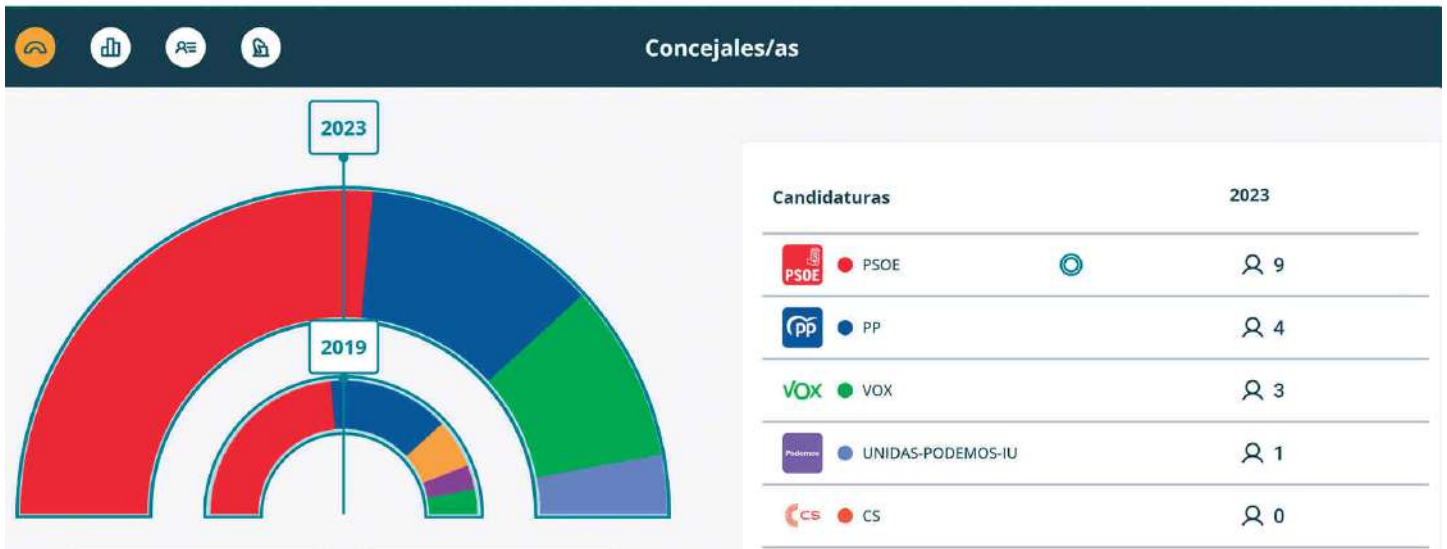 Concejales/as
2023
2019
Candidaturas 2023
PSOE PSOE 9
PP PP 4
VOX VOX 3
Podemos UNIDAS-PODEMOS-IU 1
CS CS 0